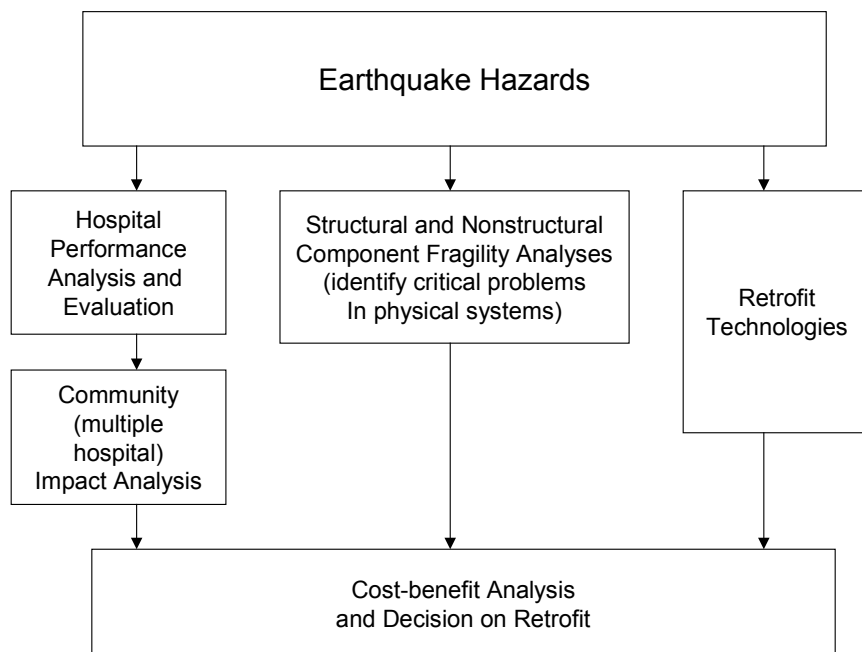 Earthquake Hazards
Hospital
Performance
Analysis and
Evaluation
Structural and Nonstructural
Component Fragility Analyses
(identify critical problems
In physical systems)
Retrofit
Technologies
Community
(multiple
hospital)
Impact Analysis
Cost-benefit Analysis
and Decision on Retrofit